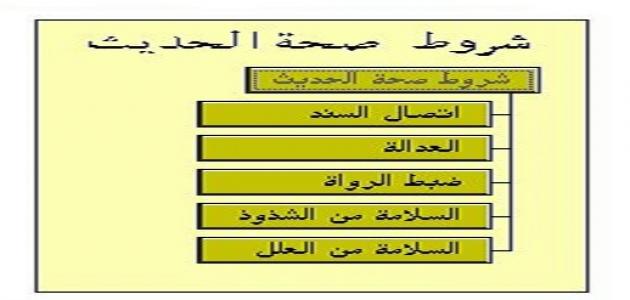 شروط صحة الحديث
شروط صحة الحديث
اتصال السند
العدالة
ضبط الرواة
السلامة من الشذوذ
السلامة من العلل